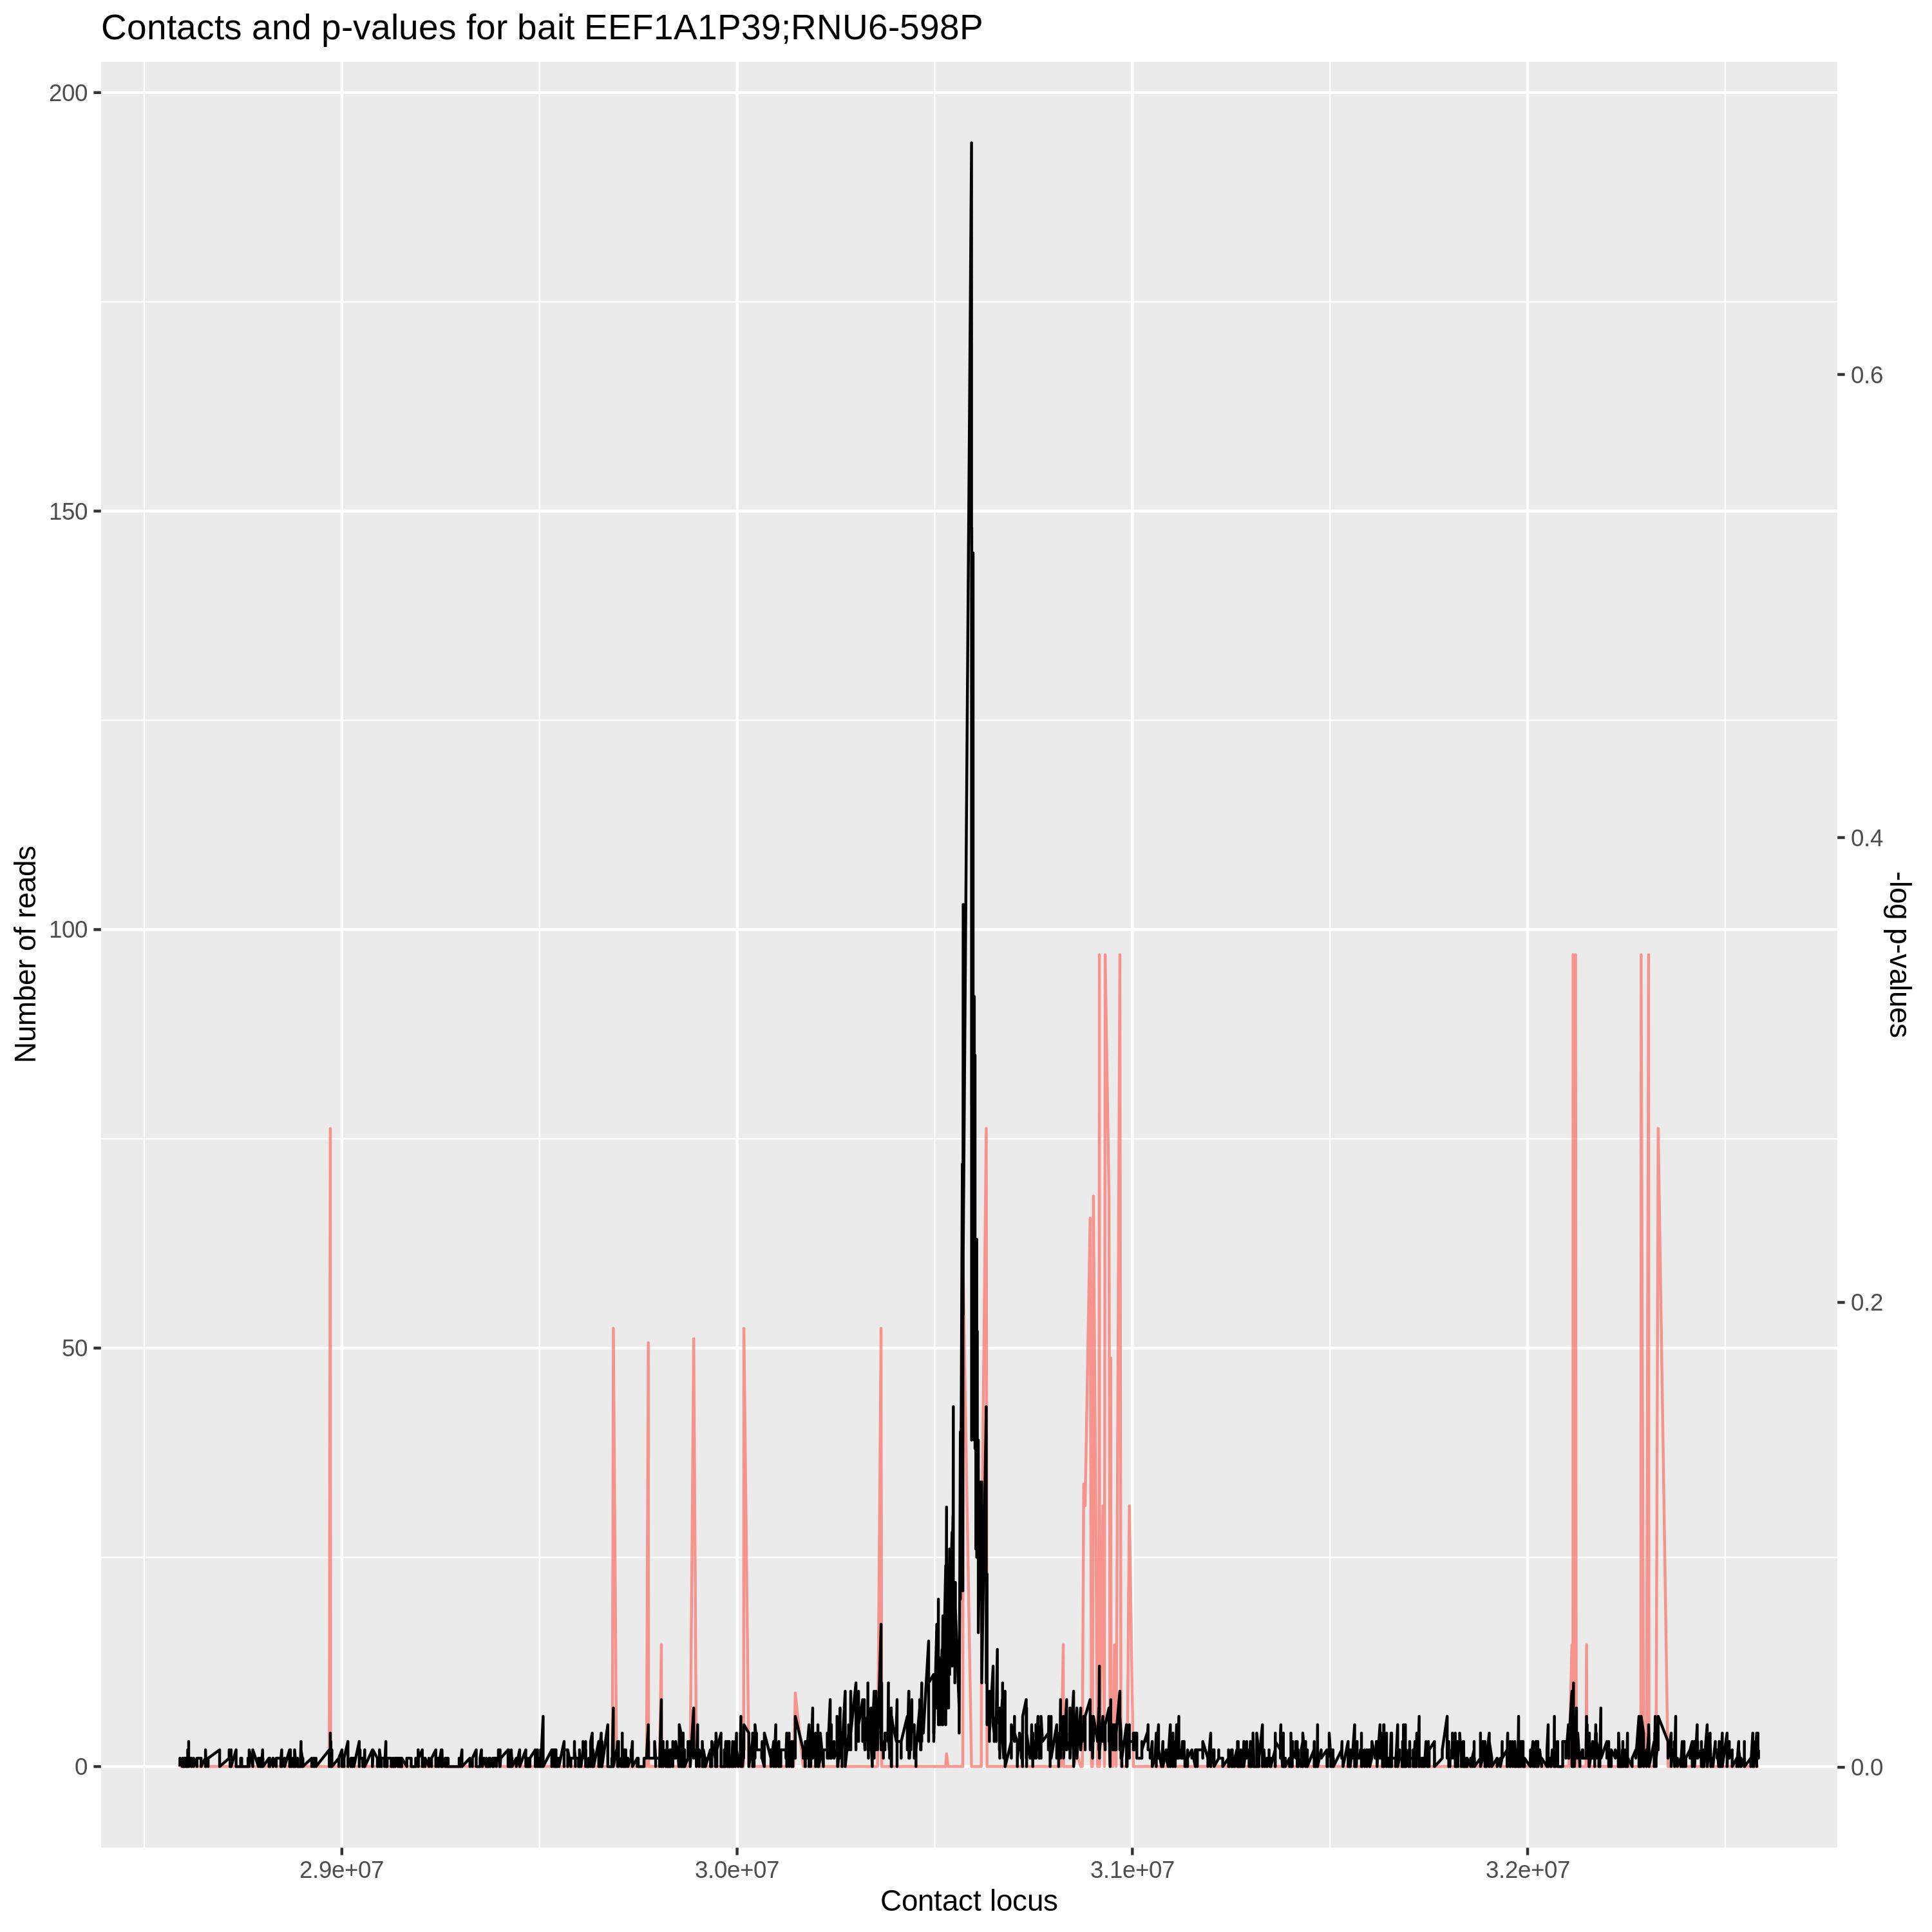 Contacts and p-values for bait EEF1A1P39;RNU6-598P
200
150
100
50
0
Number of reads
0.6
0.4
0.2
0.0
-log p-values
2.9e+07
3.0e+07
3.1e+07
3.2e+07
Contact locus